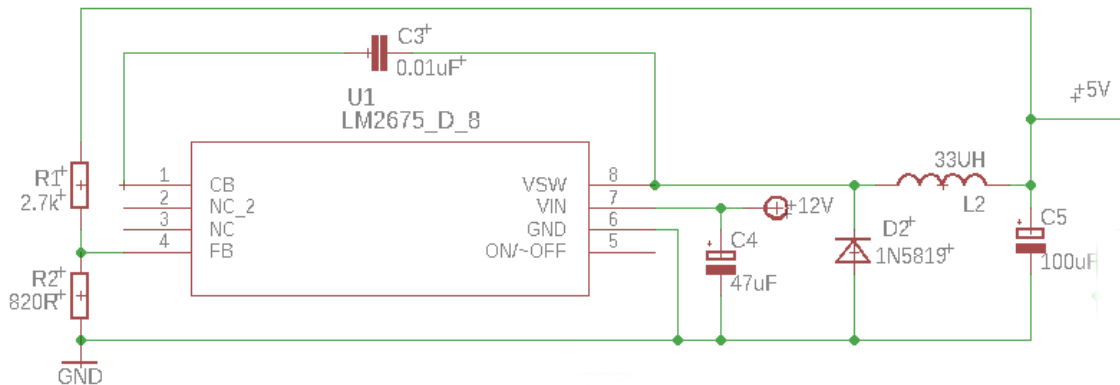 C3
0.01uF
+5V
U1
LM2675_D_8
33UH
R1
2.7k
1
CB
VSW
8
L2
2
NC_2
VIN
7
+12V
3
NC
GND
6
C5
4
FB
ON/~OFF
5
C4
D2
1N5819
100uF
R2
820R
47uF
GND